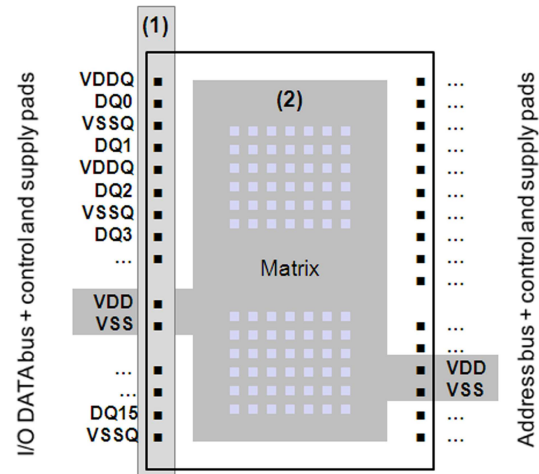 (1)
I/O DATA bus + control and supply pads
VDDQ
DQ0
VSSQ
DQ1
VDDQ
DQ2
VSSQ
DQ3
...
VDD
VSS
...
...
DQ15
VSSQ
(2)
Matrix
...
...
...
...
...
...
...
...
...
...
...
...
VDD
VSS
...
...
Address bus + control and supply pads